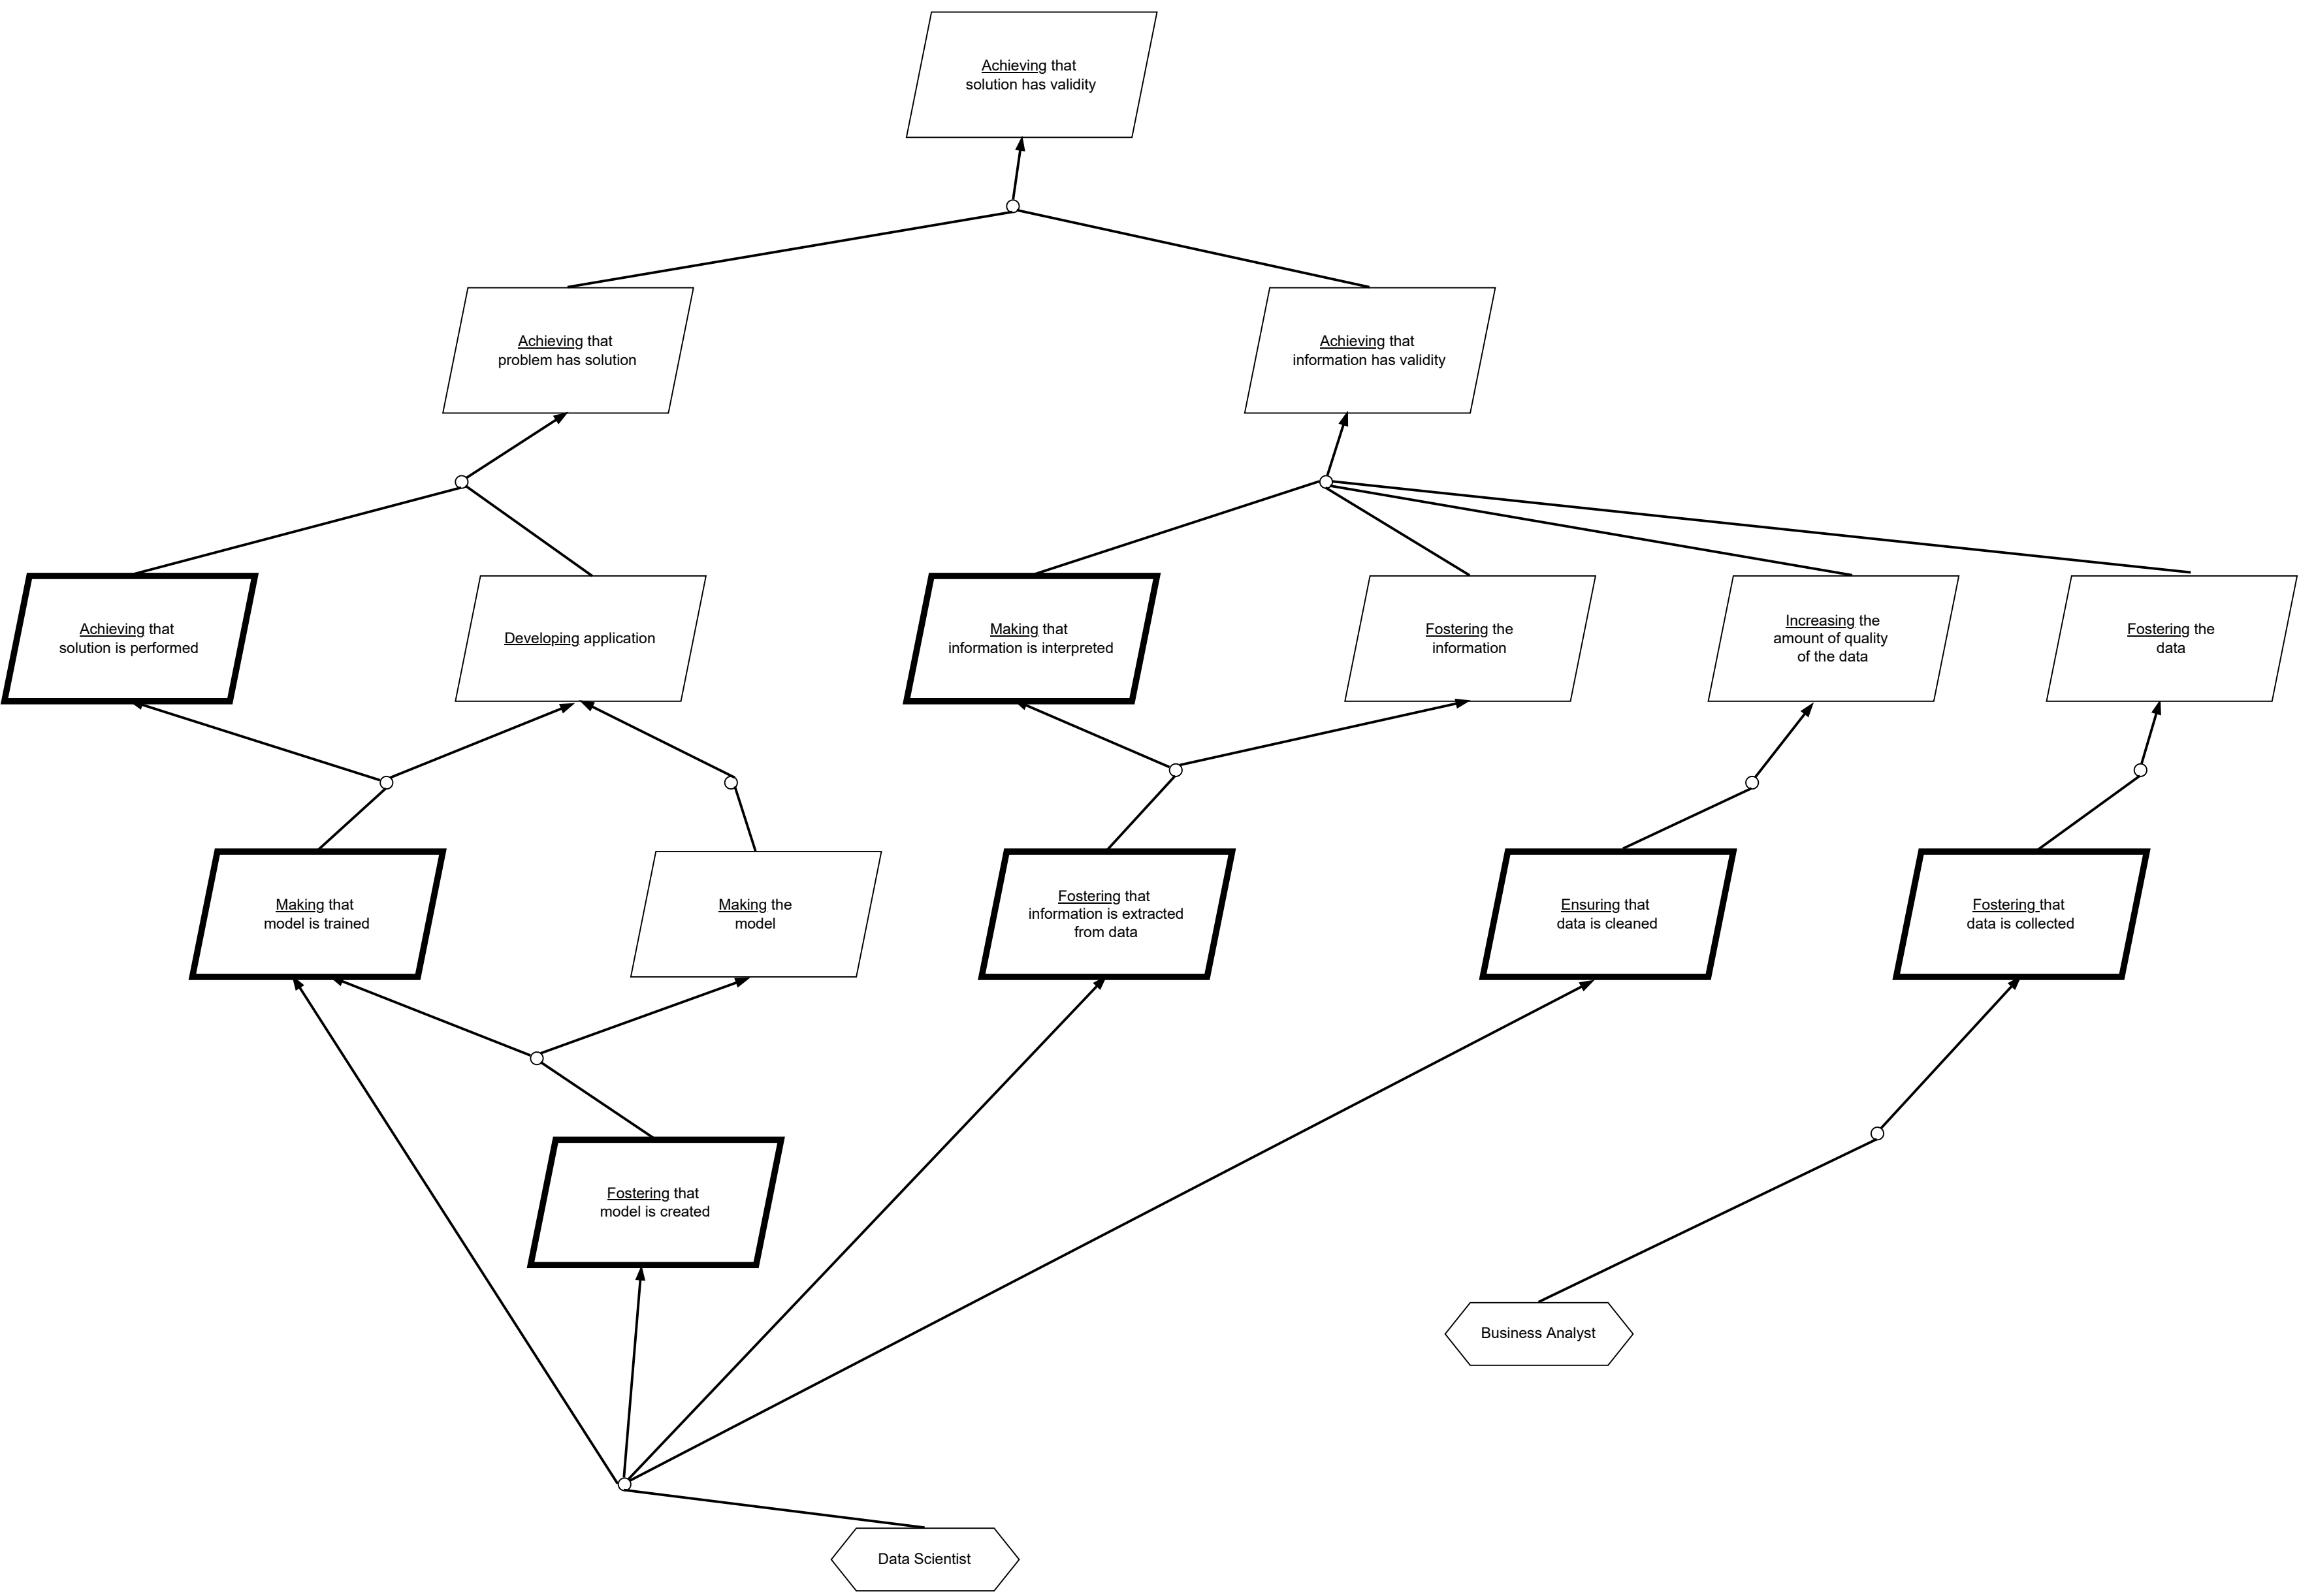 Achieving that
solution has validity
Achieving that
problem has solution
Achieving that
information has validity
Achieving that
solution is performed
Developing application
Making that
information is interpreted
Fostering the
information
Increasing the
amount of quality
of the data
Fostering the
data
Making that
model is trained
Making the
model
Fostering that
information is extracted
from data
Ensuring that
data is cleaned
Fostering that
data is collected
Fostering that
model is created
Business Analyst
Data Scientist